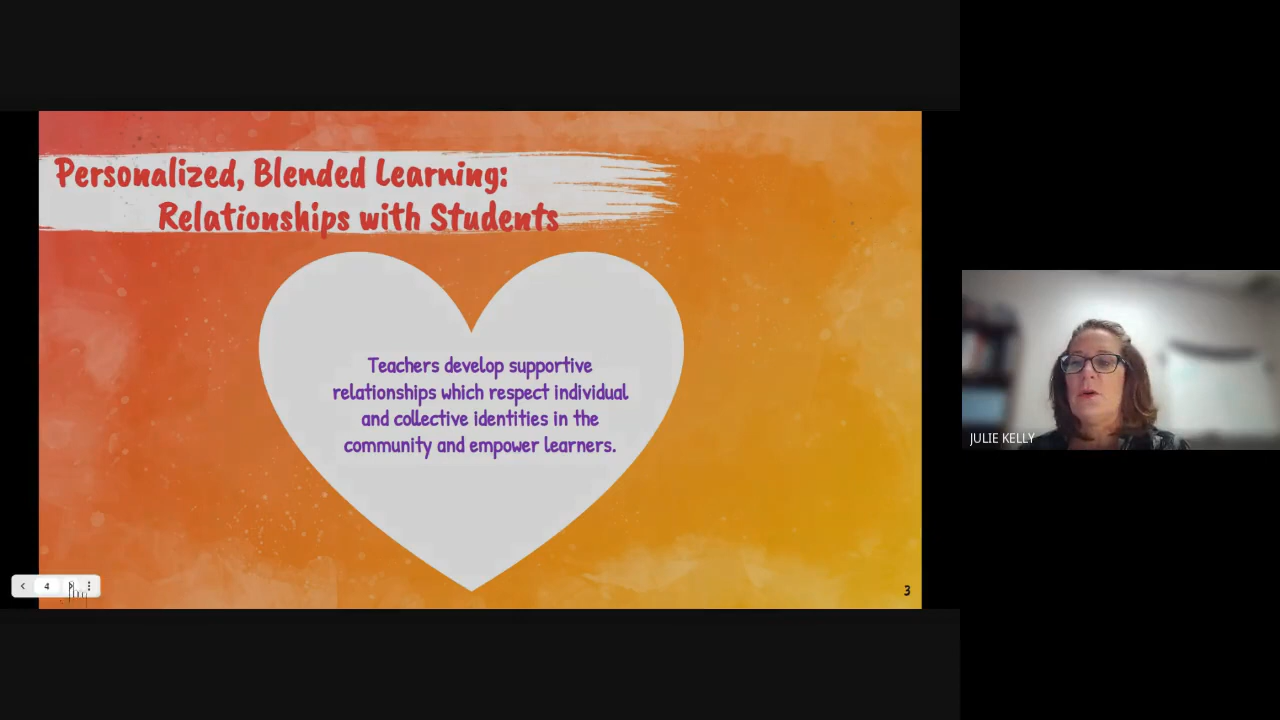 Personalized, Blended Learning:
Relationships with Students
Teachers develop supportive
relationships which respect individual
and collective identities in the
community and empower learners.
JULIE KELLY
4
3